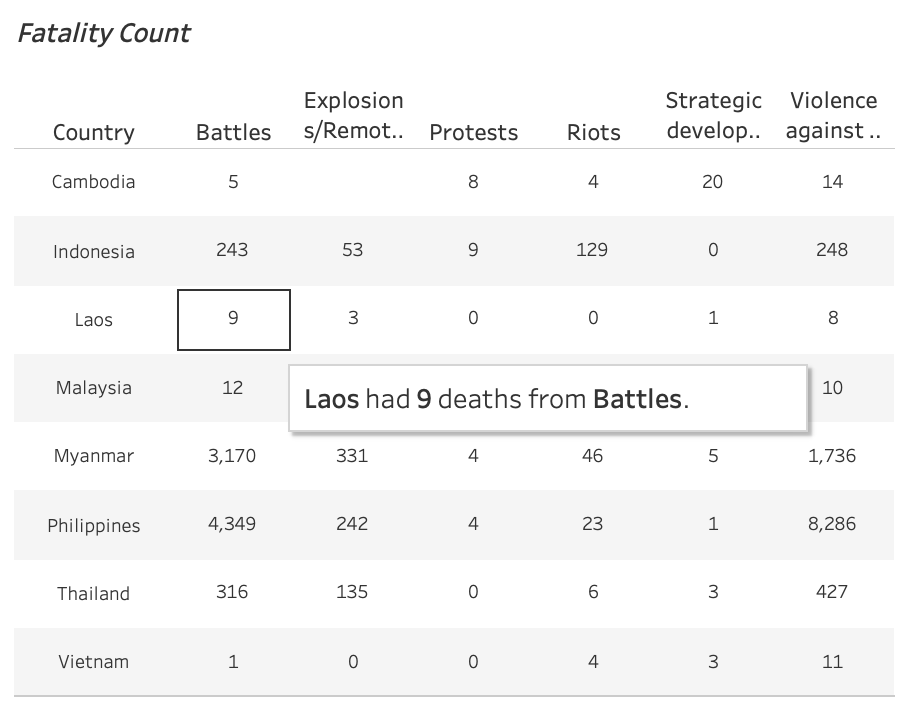 Fatality Count
Country Battles Explosion s/Remot.. Protests Riots Strategic develop.. Violence against ..
Cambodia 5 8 4 20 14
Indonesia 243 53 9 129 0 248
Laos 9 3 0 0 1 8
Malaysia 12 10
Laos had 9 deaths from Battles.
Myanmar 3,170 331 4 46 5 1,736
Philippines 4,349 242 4 23 1 8,286
Thailand 316 135 0 6 3 427
Vietnam 1 0 0 4 3 11